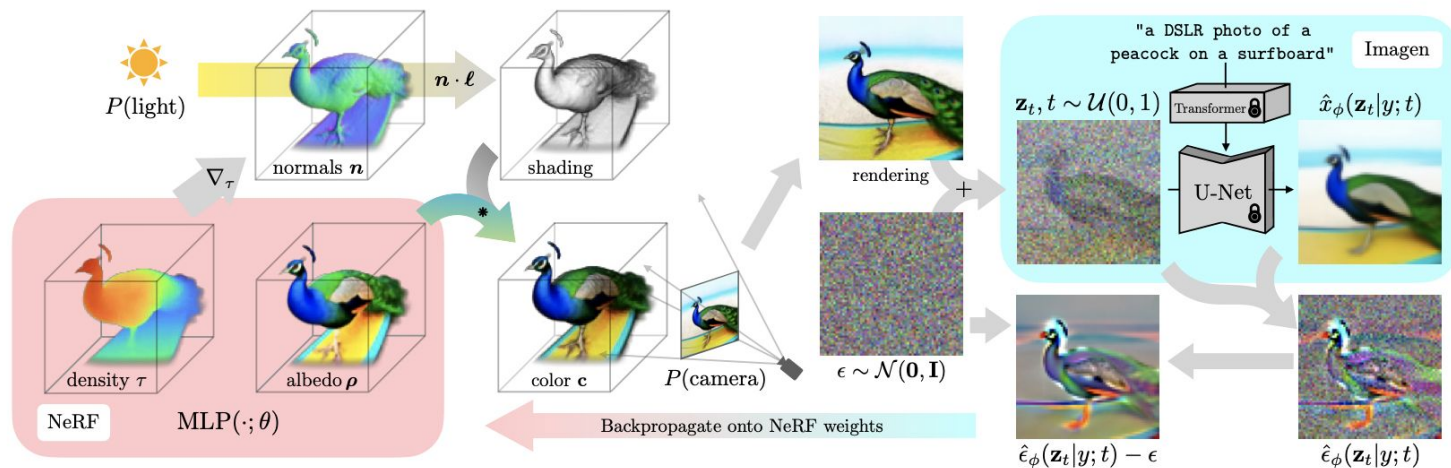 P(light)
n · ℓ
normals n
∇τ
shading
*
density τ
albedo ρ
NeRF
MLP(·; θ)
color c
P(camera)
rendering
+
ϵ ∼ 𝒩(0, I)
"a DSLR photo of a
peacock on a surfboard"
Imagen
z_t, t ∼ 𝒰(0, 1)
Transformer
x̂_ϕ(z_t|y; t)
U-Net
Backpropagate onto NeRF weights
ϵ̂_ϕ(z_t|y; t) − ϵ
ϵ̂_ϕ(z_t|y; t)